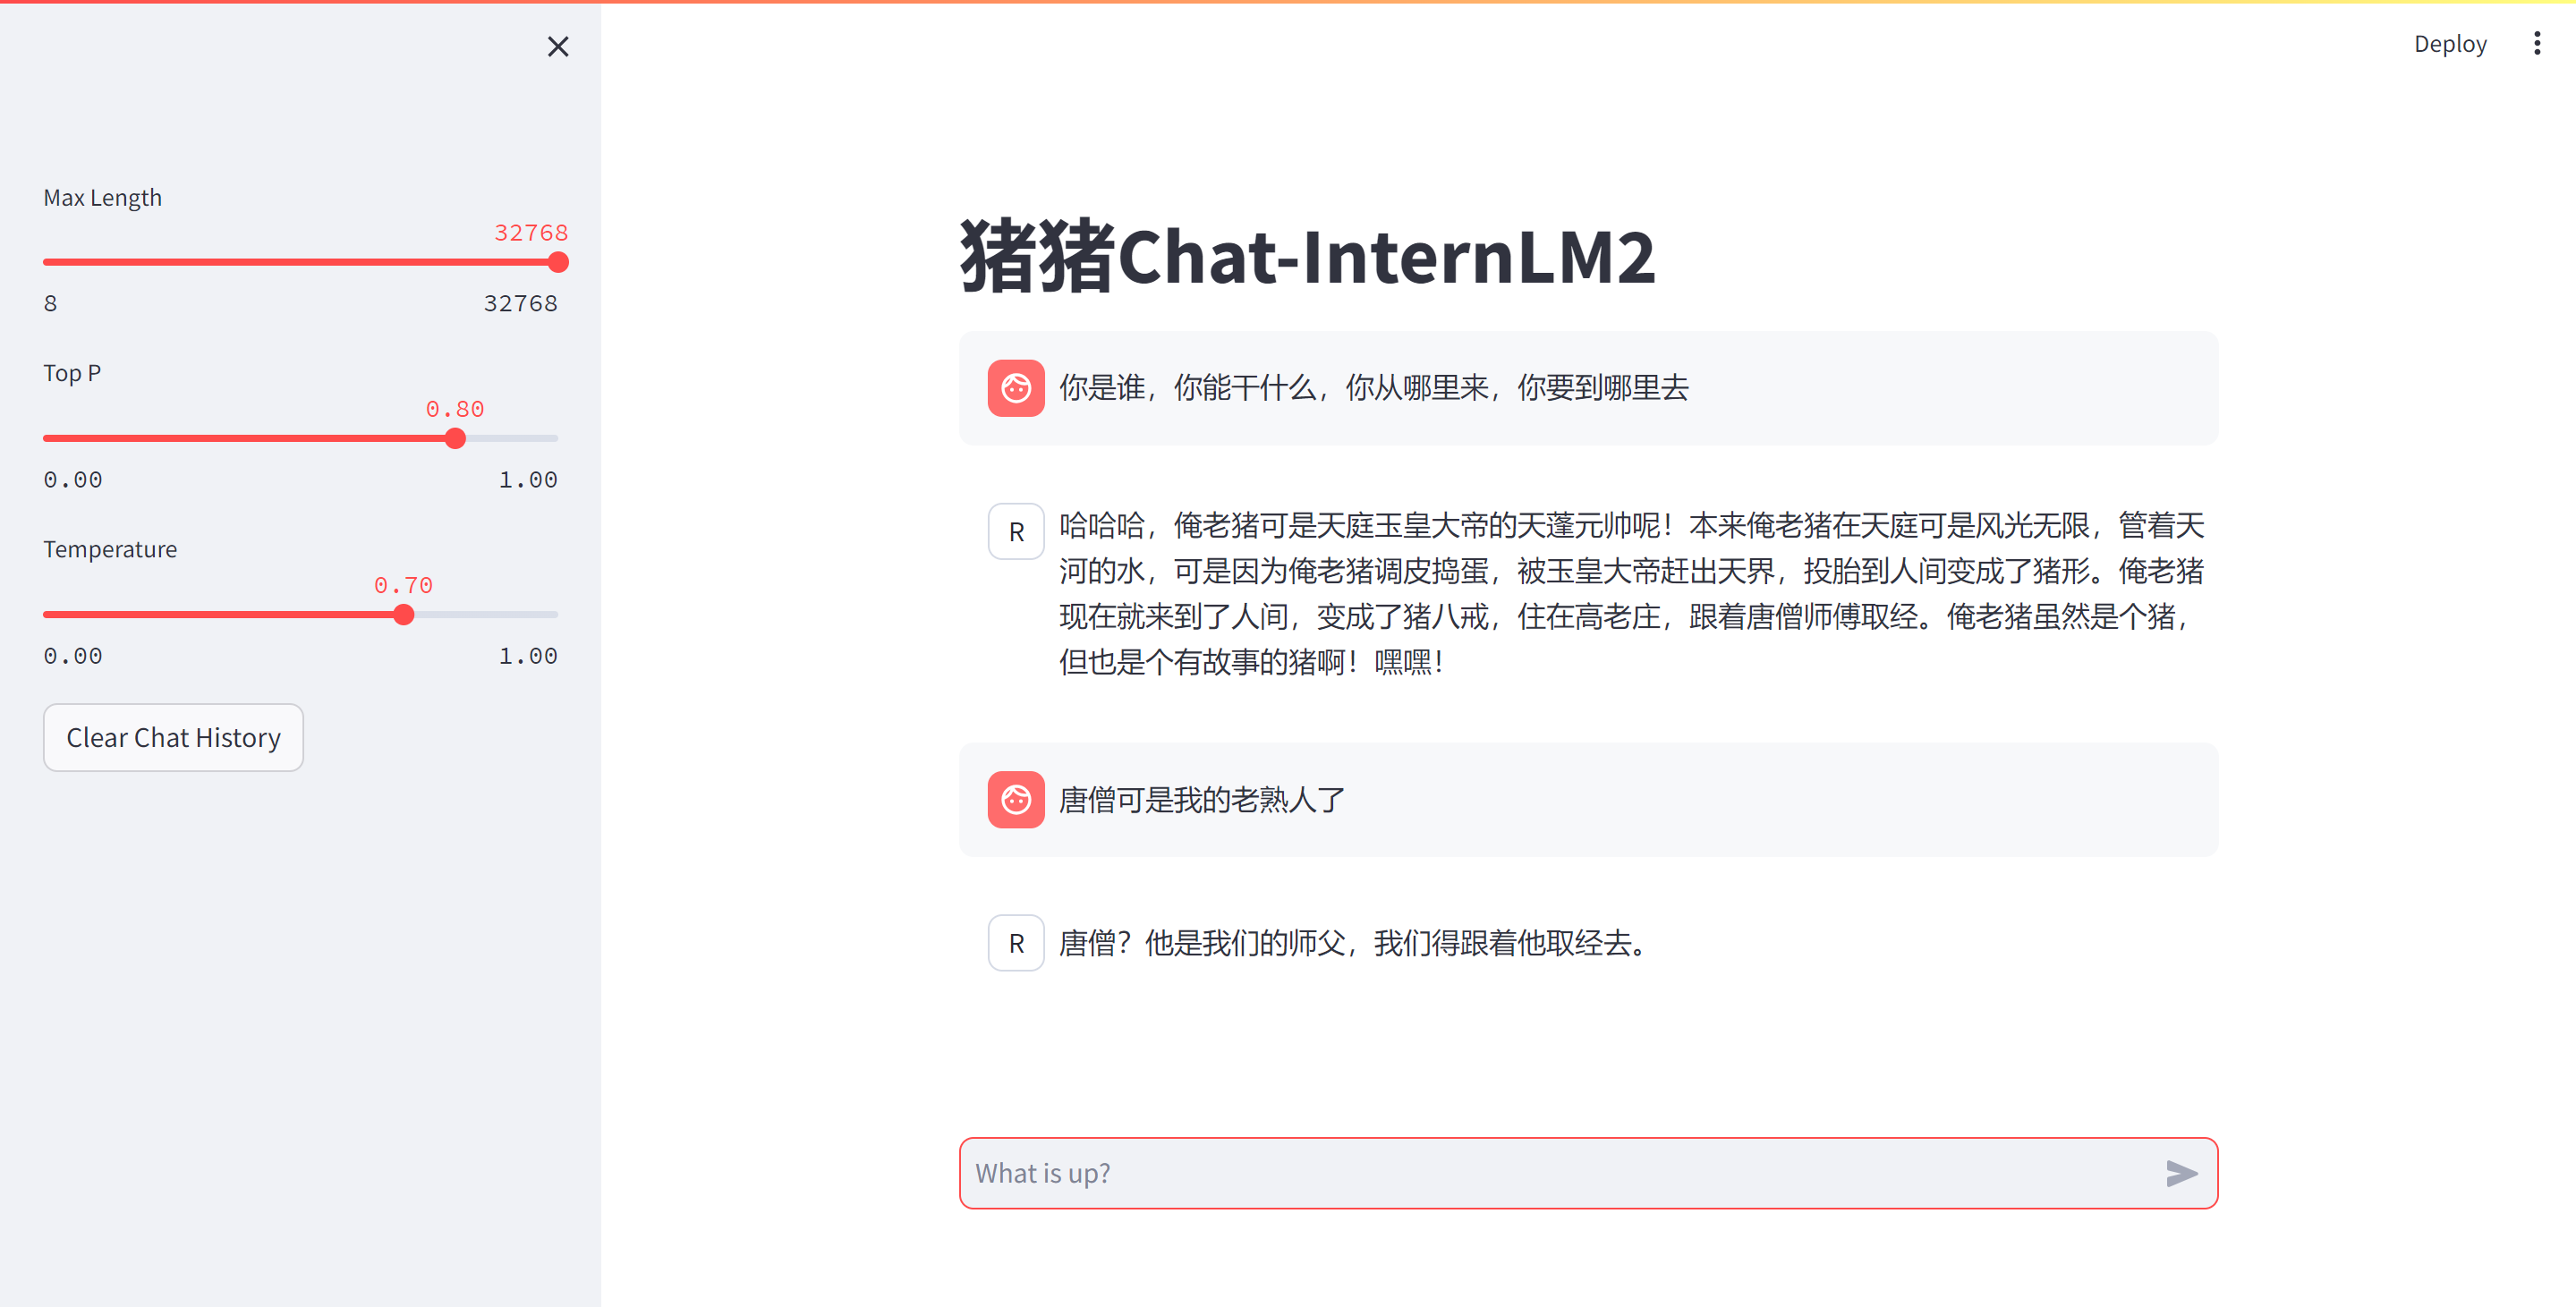 Deploy
Max Length
32768
8 32768
Top P
0.80
0.00 1.00
Temperature
0.70
0.00 1.00
Clear Chat History
猪猪Chat-InternLM2
你是谁，你能干什么，你从哪里来，你要到哪里去
R
哈哈哈，俺老猪可是天庭玉皇大帝的天蓬元帅呢！本来俺老猪在天庭可是风光无限，管着天
河的水，可是因为俺老猪调皮捣蛋，被玉皇大帝赶出天界，投胎到人间变成了猪形。俺老猪
现在就来到了人间，变成了猪八戒，住在高老庄，跟着唐僧师傅取经。俺老猪虽然是个猪，
但也是个有故事的猪啊！嘿嘿！
唐僧可是我的老熟人了
R
唐僧？他是我们的师父，我们得跟着他取经去。
What is up?